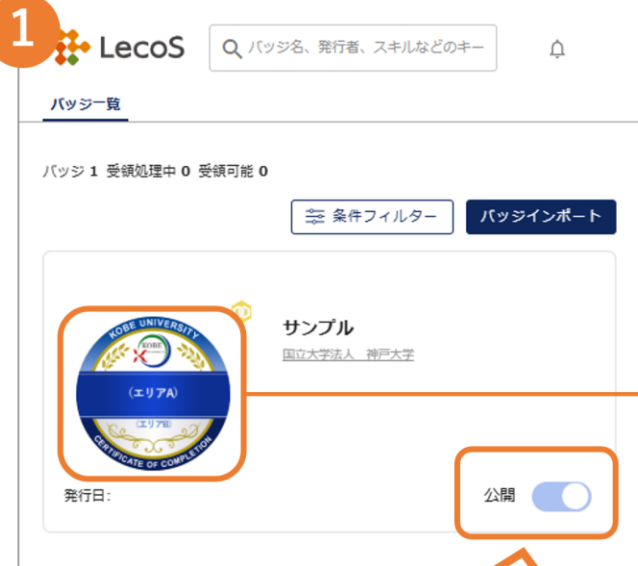 1
LecoS
バッジ名、発行者、スキルなどのキー
バッジ一覧
バッジ 1 受領処理中 0 受領可能 0
条件フィルター
バッジインポート
KOBE UNIVERSITY
KOBE
(エリアA)
(エリアB)
CERTIFICATE OF COMPLETION
サンプル
国立大学法人 神戸大学
発行日:
公開